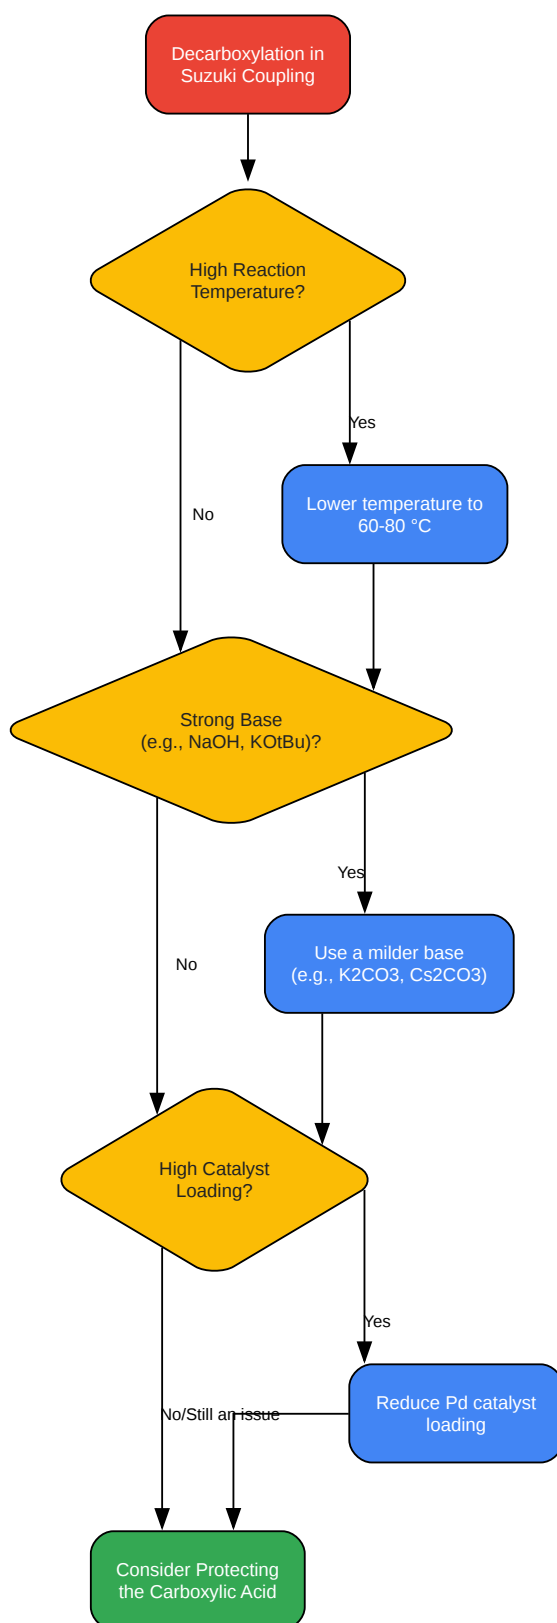 Decarboxylation in
Suzuki Coupling
High Reaction
Temperature?
Yes
Lower temperature to
60-80 °C
No
Strong Base
(e.g., NaOH, KOtBu)?
Yes
Use a milder base
(e.g., K2CO3, Cs2CO3)
No
High Catalyst
Loading?
Yes
Reduce Pd catalyst
loading
No/Still an issue
Consider Protecting
the Carboxylic Acid